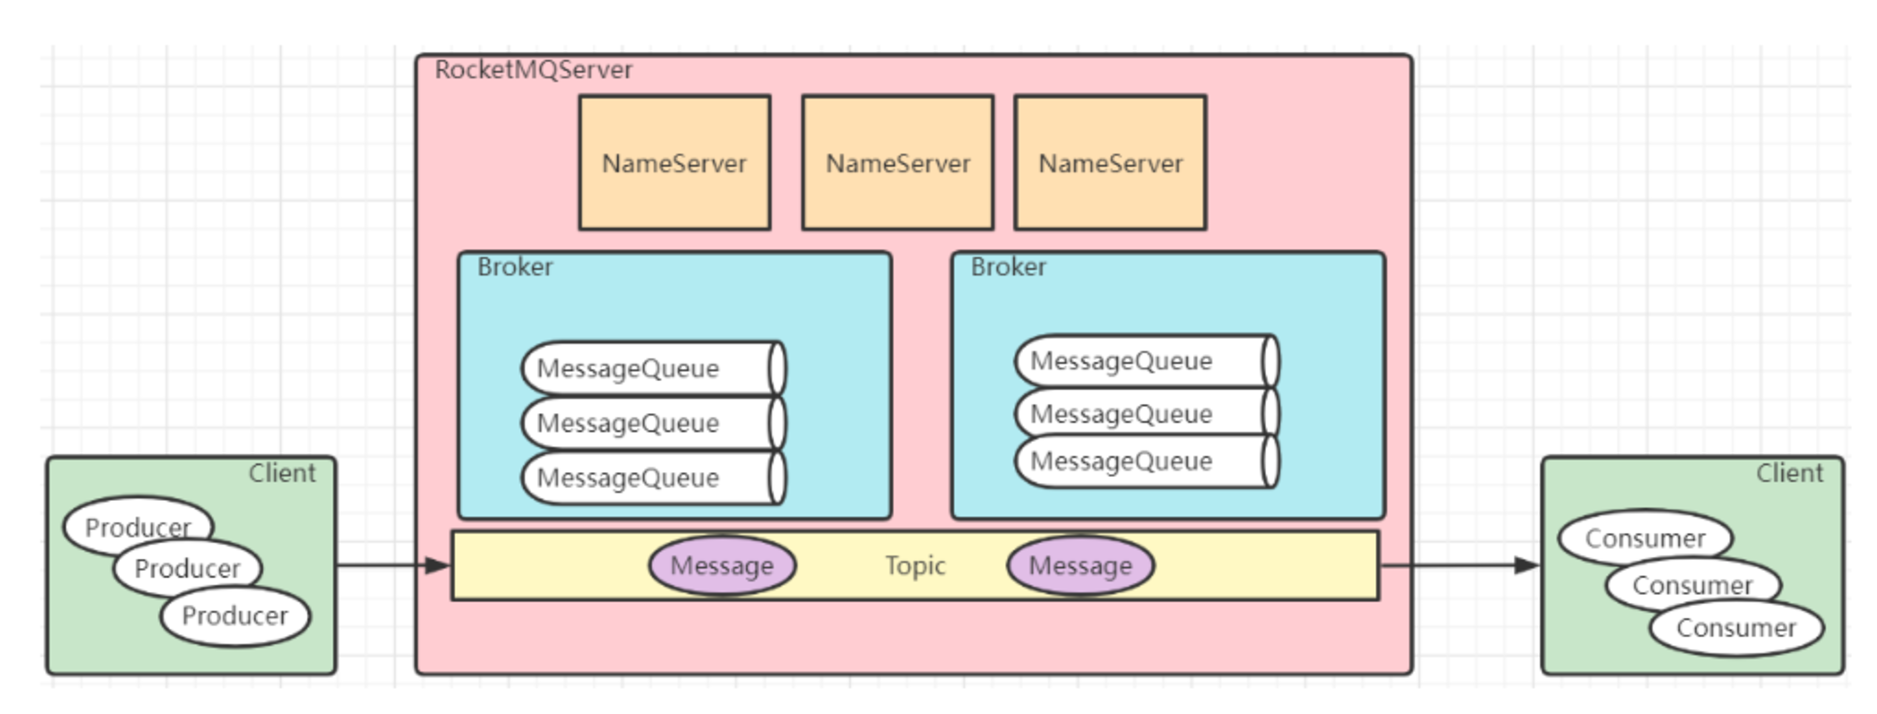 RocketMQServer
NameServer
NameServer
NameServer
Broker
MessageQueue
MessageQueue
MessageQueue
Broker
MessageQueue
MessageQueue
MessageQueue
Client
Producer
Producer
Producer
Message
Topic
Message
Client
Consumer
Consumer
Consumer